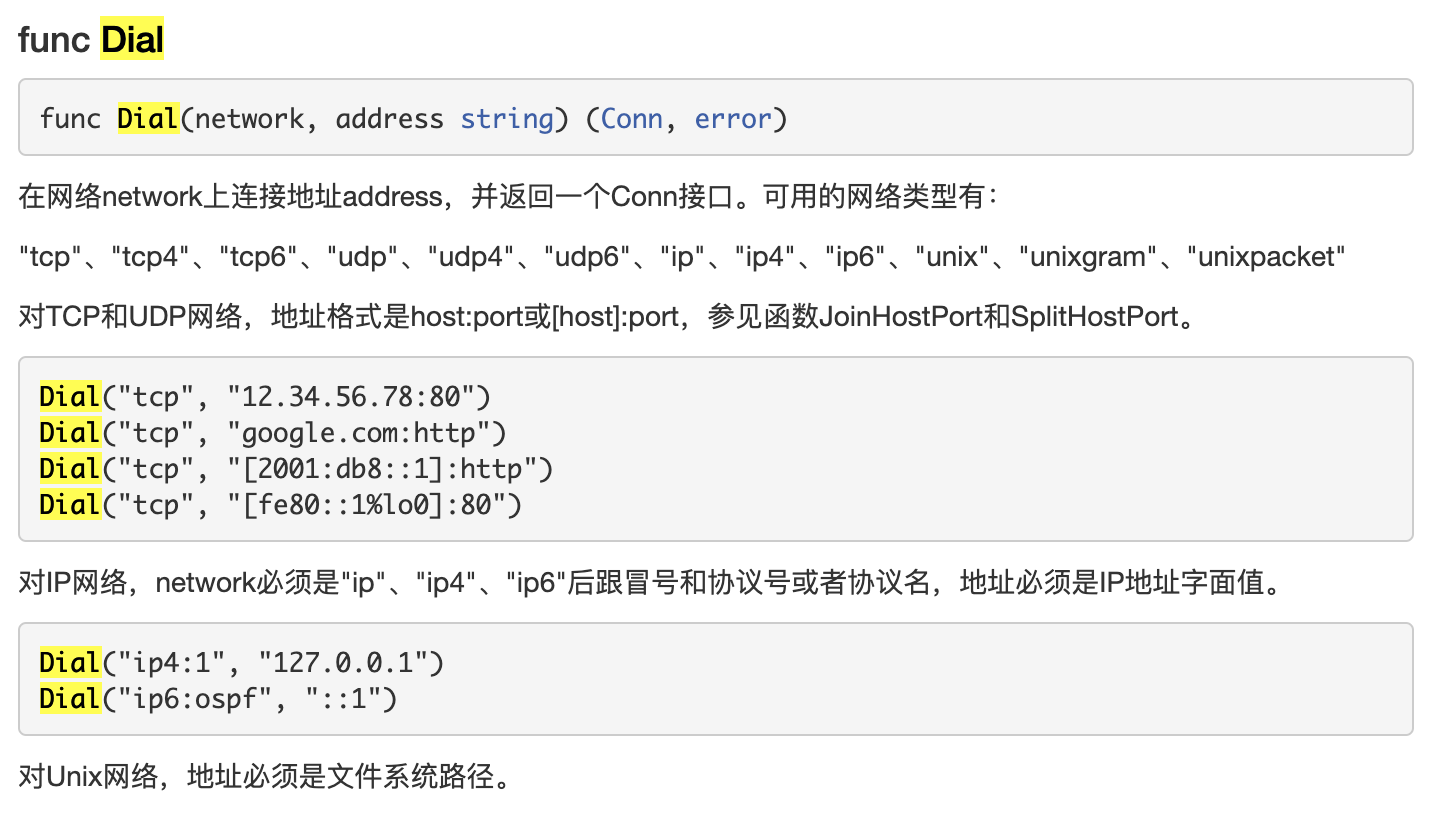 func Dial
func Dial(network, address string) (Conn, error)
在网络network上连接地址address，并返回一个Conn接口。可用的网络类型有：
"tcp"、"tcp4"、"tcp6"、"udp"、"udp4"、"udp6"、"ip"、"ip4"、"ip6"、"unix"、"unixgram"、"unixpacket"
对TCP和UDP网络，地址格式是host:port或[host]:port，参见函数JoinHostPort和SplitHostPort。
Dial("tcp", "12.34.56.78:80")
Dial("tcp", "google.com:http")
Dial("tcp", "[2001:db8::1]:http")
Dial("tcp", "[fe80::1%lo0]:80")
对IP网络，network必须是"ip"、"ip4"、"ip6"后跟冒号和协议号或者协议名，地址必须是IP地址字面值。
Dial("ip4:1", "127.0.0.1")
Dial("ip6:ospf", "::1")
对Unix网络，地址必须是文件系统路径。